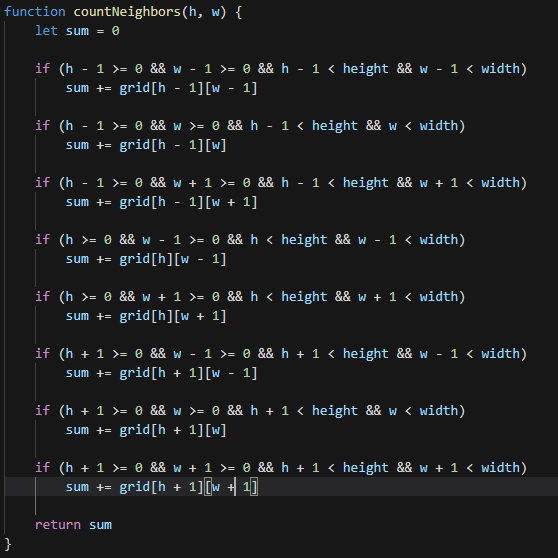 function countNeighbors(h, w) {
    let sum = 0

    if (h - 1 >= 0 && w - 1 >= 0 && h - 1 < height && w - 1 < width)
        sum += grid[h - 1][w - 1]

    if (h - 1 >= 0 && w >= 0 && h - 1 < height && w < width)
        sum += grid[h - 1][w]

    if (h - 1 >= 0 && w + 1 >= 0 && h - 1 < height && w + 1 < width)
        sum += grid[h - 1][w + 1]

    if (h >= 0 && w - 1 >= 0 && h < height && w - 1 < width)
        sum += grid[h][w - 1]

    if (h >= 0 && w + 1 >= 0 && h < height && w + 1 < width)
        sum += grid[h][w + 1]

    if (h + 1 >= 0 && w - 1 >= 0 && h + 1 < height && w - 1 < width)
        sum += grid[h + 1][w - 1]

    if (h + 1 >= 0 && w >= 0 && h + 1 < height && w < width)
        sum += grid[h + 1][w]

    if (h + 1 >= 0 && w + 1 >= 0 && h + 1 < height && w + 1 < width)
        sum += grid[h + 1][w + 1]

    return sum
}